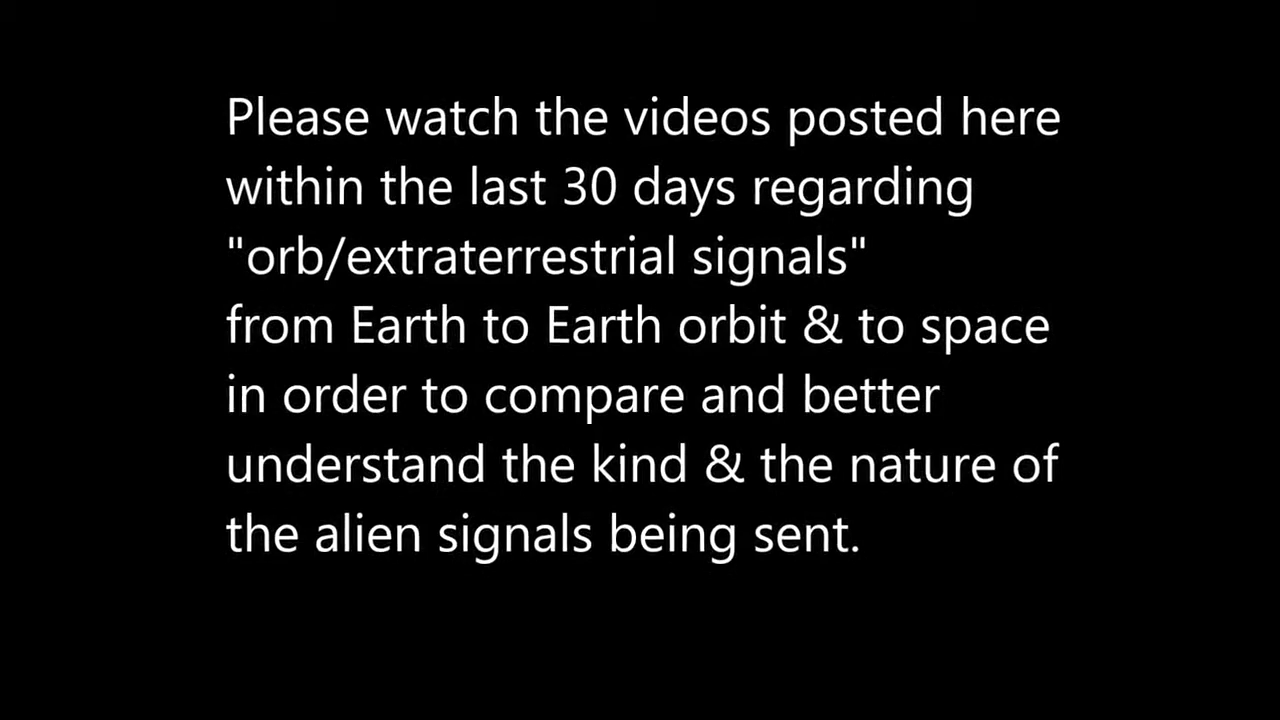 Please watch the videos posted here
within the last 30 days regarding
"orb/extraterrestrial signals"
from Earth to Earth orbit & to space
in order to compare and better
understand the kind & the nature of
the alien signals being sent.